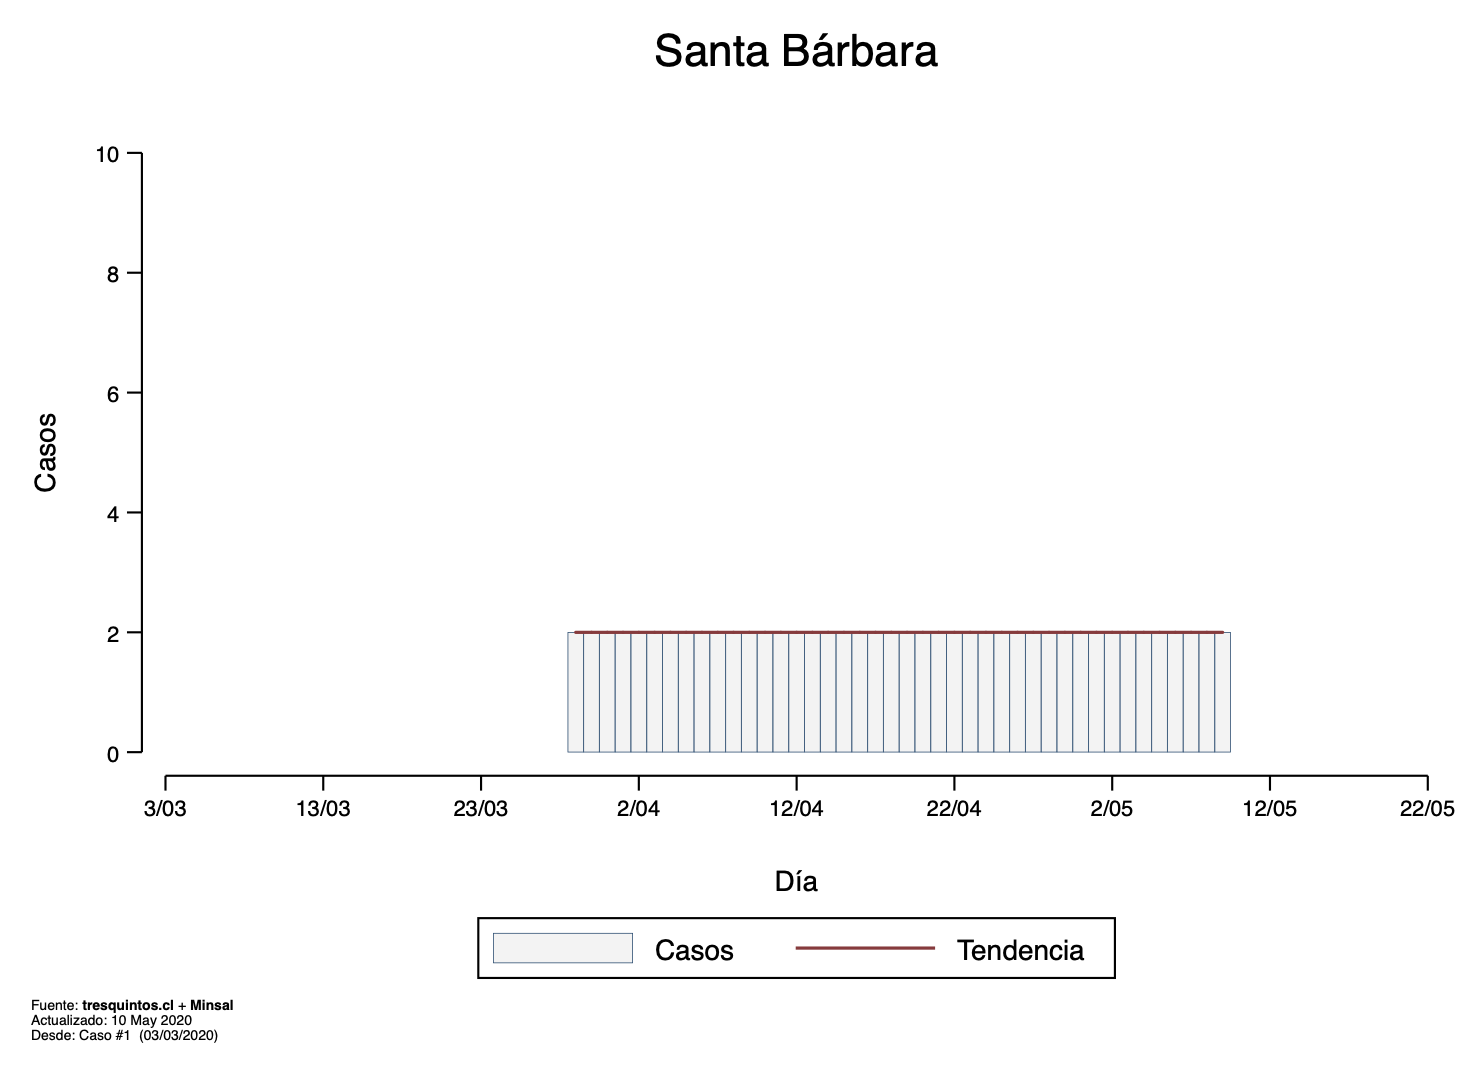 Santa Bárbara
10
8
6
4
2
0
Casos
3/03 13/03 23/03 2/04 12/04 22/04 2/05 12/05 22/05
Día
Casos Tendencia
Fuente: tresquintos.cl + Minsal
Actualizado: 10 May 2020
Desde: Caso #1 (03/03/2020)